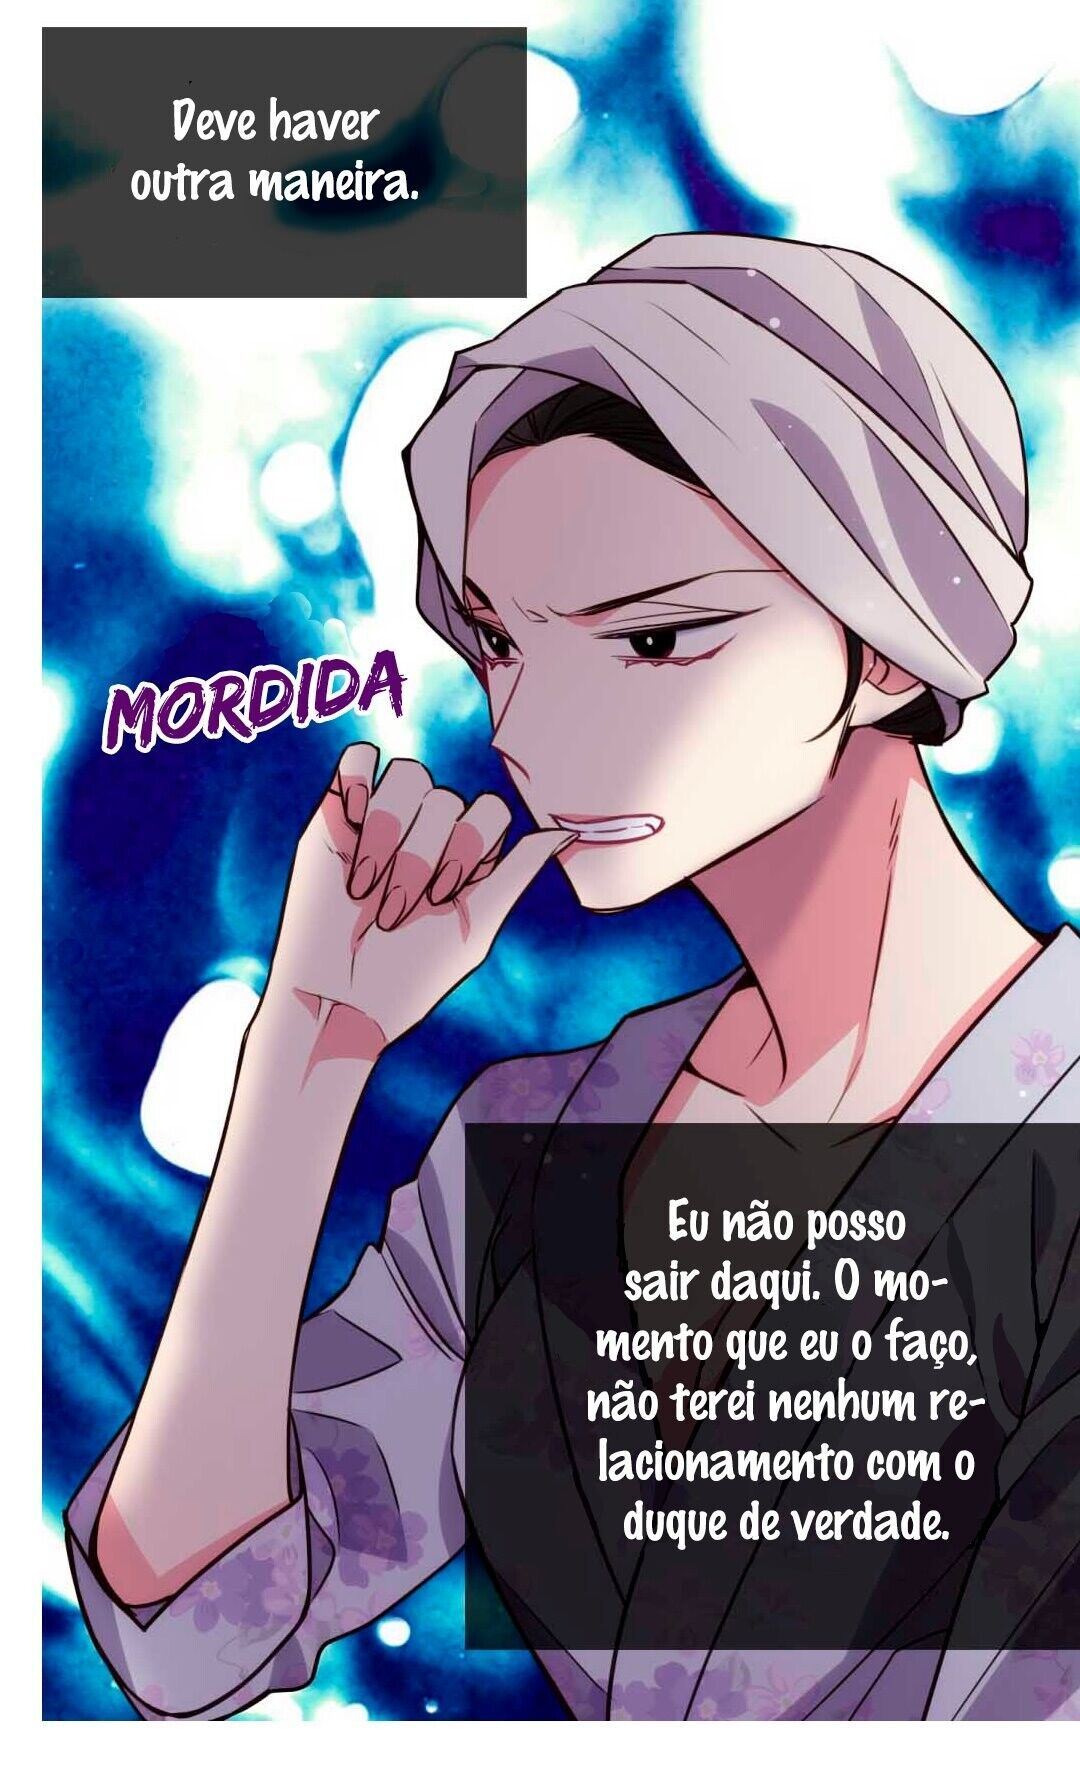 Deve haver
outra maneira.
MORDIDA
Eu não posso
sair daqui. O mo-
mento que eu o faço,
não terei nenhum re-
lacionamento com o
duque de verdade.